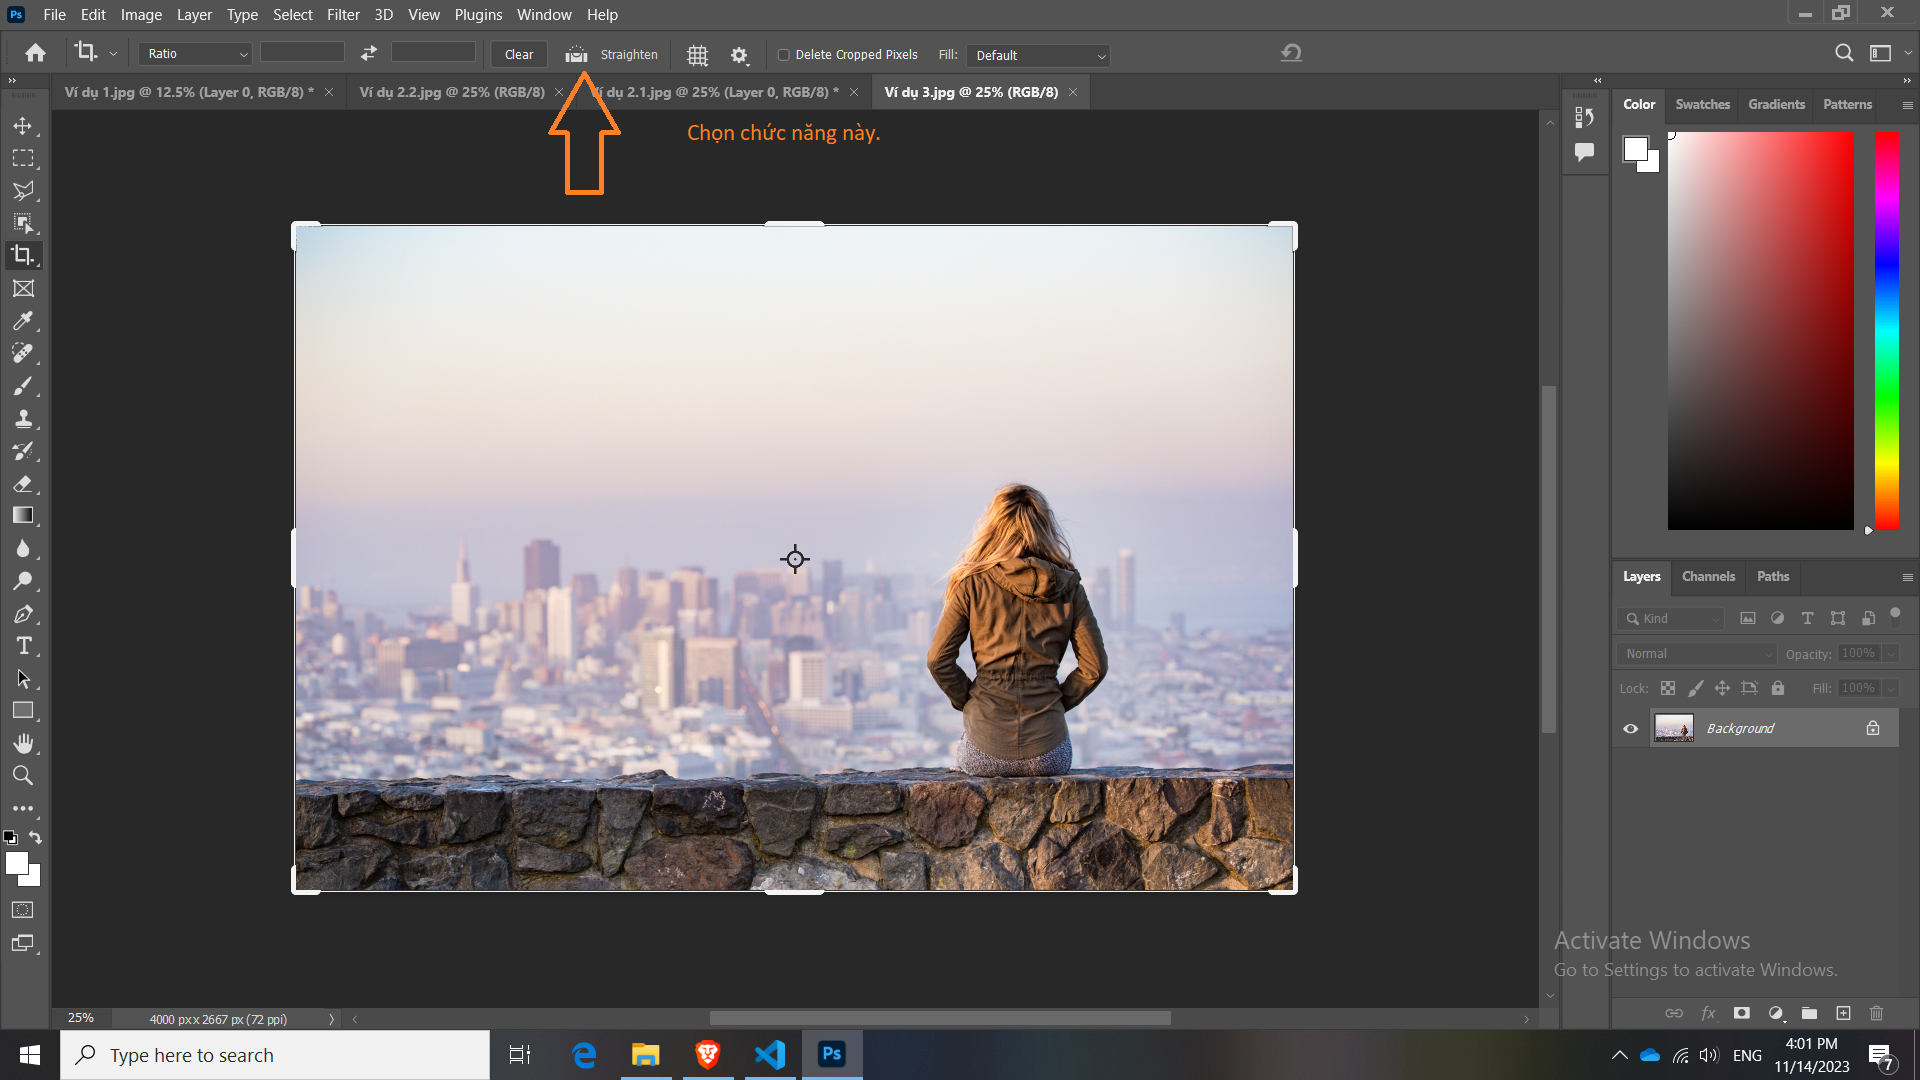 Ps File Edit Image Layer Type Select Filter 3D View Plugins Window Help
Ratio Clear Straighten Delete Cropped Pixels Fill: Default
Ví dụ 1.jpg @ 12.5% (Layer 0, RGB/8) * × Ví dụ 2.2.jpg @ 25% (RGB/8) × dụ 2.1.jpg @ 25% (Layer 0, RGB/8) * × Ví dụ 3.jpg @ 25% (RGB/8) ×
Chọn chức năng này.
Color Swatches Gradients Patterns
Layers Channels Paths
Kind
Normal Opacity: 100%
Lock: Fill: 100%
Background
Activate Windows
Go to Settings to activate Windows.
fx
25% 4000 px x 2667 px (72 ppi)
Type here to search
Ps
ENG
4:01 PM
11/14/2023
7